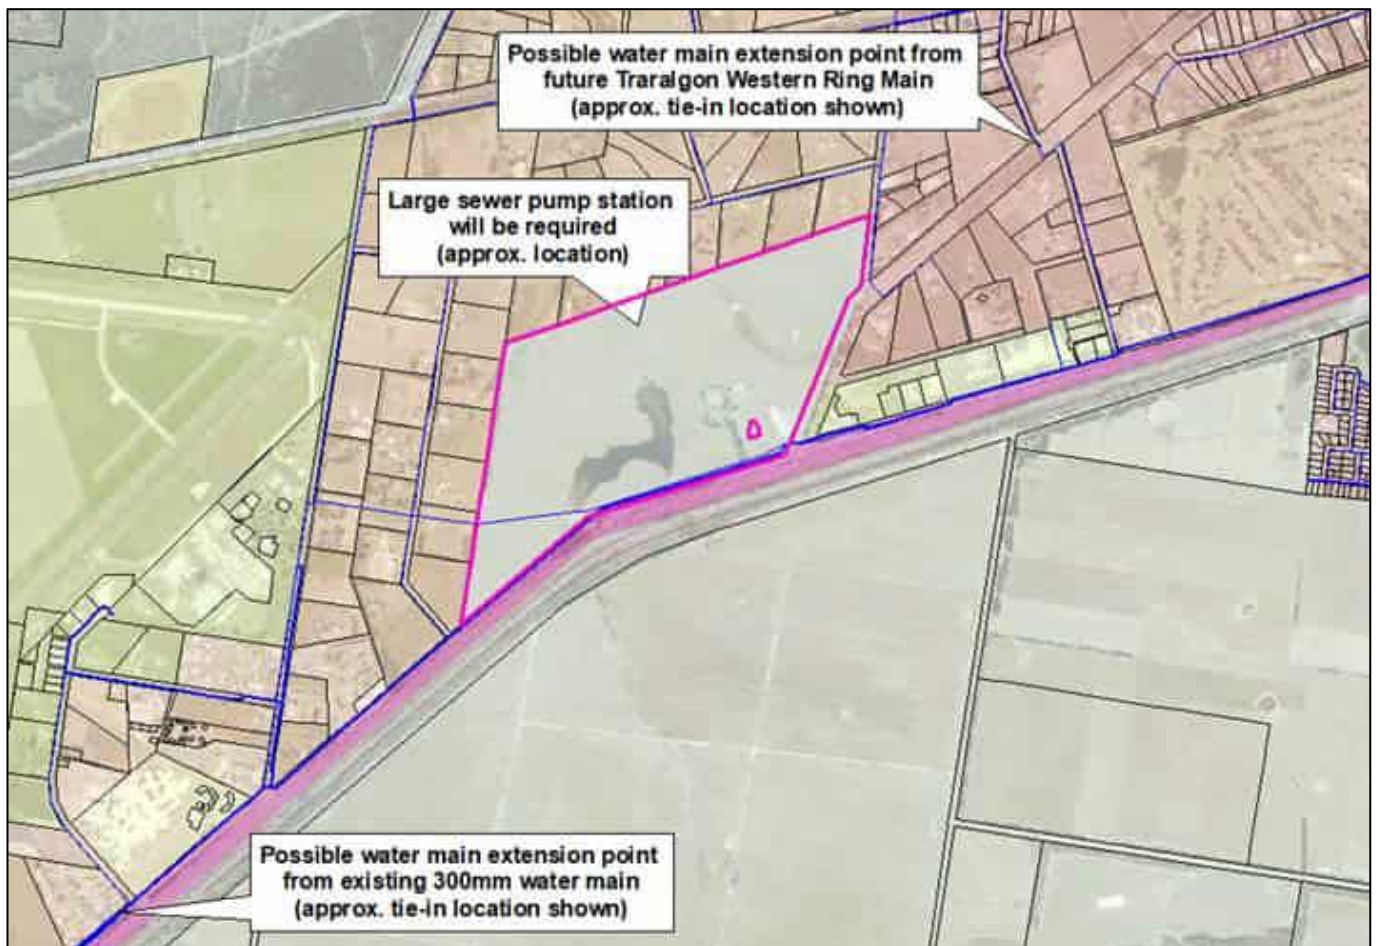 Possible water main extension point from
future Traralgon Western Ring Main
(approx. tie-in location shown)
Large sewer pump station
will be required
(approx. location)
Possible water main extension point
from existing 300mm water main
(approx. tie-in location shown)